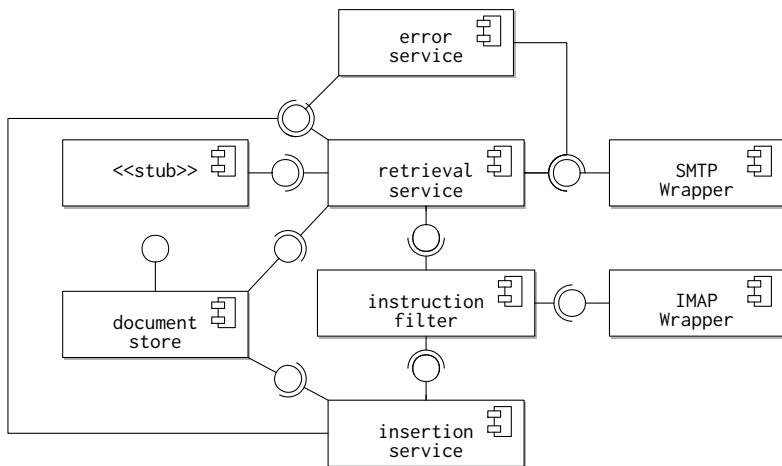 error
service
<<stub>>
retrieval
service
SMTP
Wrapper
document
store
instruction
filter
IMAP
Wrapper
insertion
service